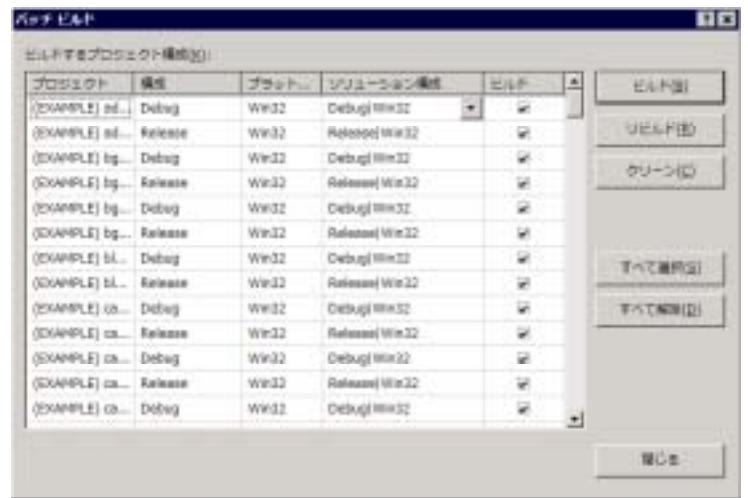 バッチ ビルド
ビルドするプロジェクト構成(K):
プロジェクト 構成 プラット... ソリューション構成 ビルド
(EXAMPLE) ad... Debug Win32 Debug|Win32
(EXAMPLE) ad... Release Win32 Release|Win32
(EXAMPLE) bg... Debug Win32 Debug|Win32
(EXAMPLE) bg... Release Win32 Release|Win32
(EXAMPLE) bg... Debug Win32 Debug|Win32
(EXAMPLE) bg... Release Win32 Release|Win32
(EXAMPLE) bl... Debug Win32 Debug|Win32
(EXAMPLE) bl... Release Win32 Release|Win32
(EXAMPLE) ca... Debug Win32 Debug|Win32
(EXAMPLE) ca... Release Win32 Release|Win32
(EXAMPLE) ca... Debug Win32 Debug|Win32
(EXAMPLE) ca... Release Win32 Release|Win32
(EXAMPLE) ca... Debug Win32 Debug|Win32
ビルド(B)
リビルド(R)
クリーン(C)
すべて選択(S)
すべて解除(D)
閉じる